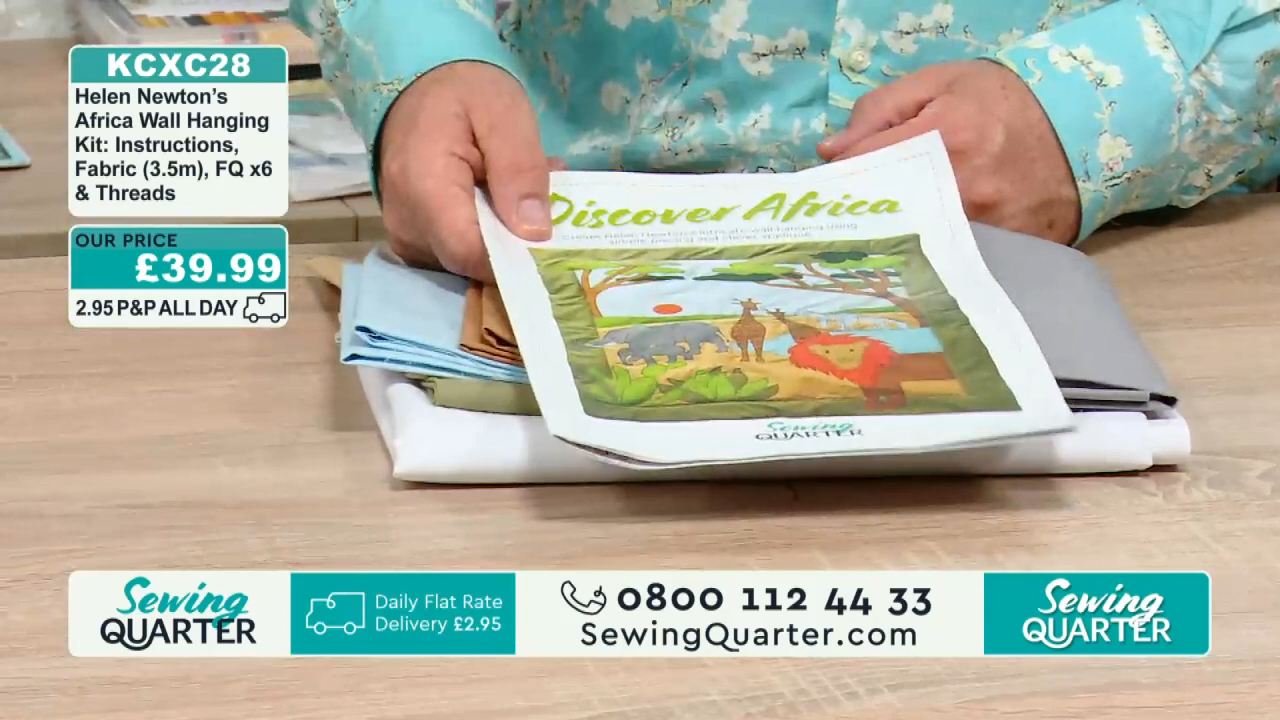 KCXC28
Helen Newton's
Africa Wall Hanging
Kit: Instructions,
Fabric (3.5m), FQ x6
& Threads
OUR PRICE
£39.99
2.95 P&P ALL DAY
Discover Africa
Sewing
QUARTER
Sewing
QUARTER
Daily Flat Rate
Delivery £2.95
0800 112 44 33
SewingQuarter.com
Sewing
QUARTER